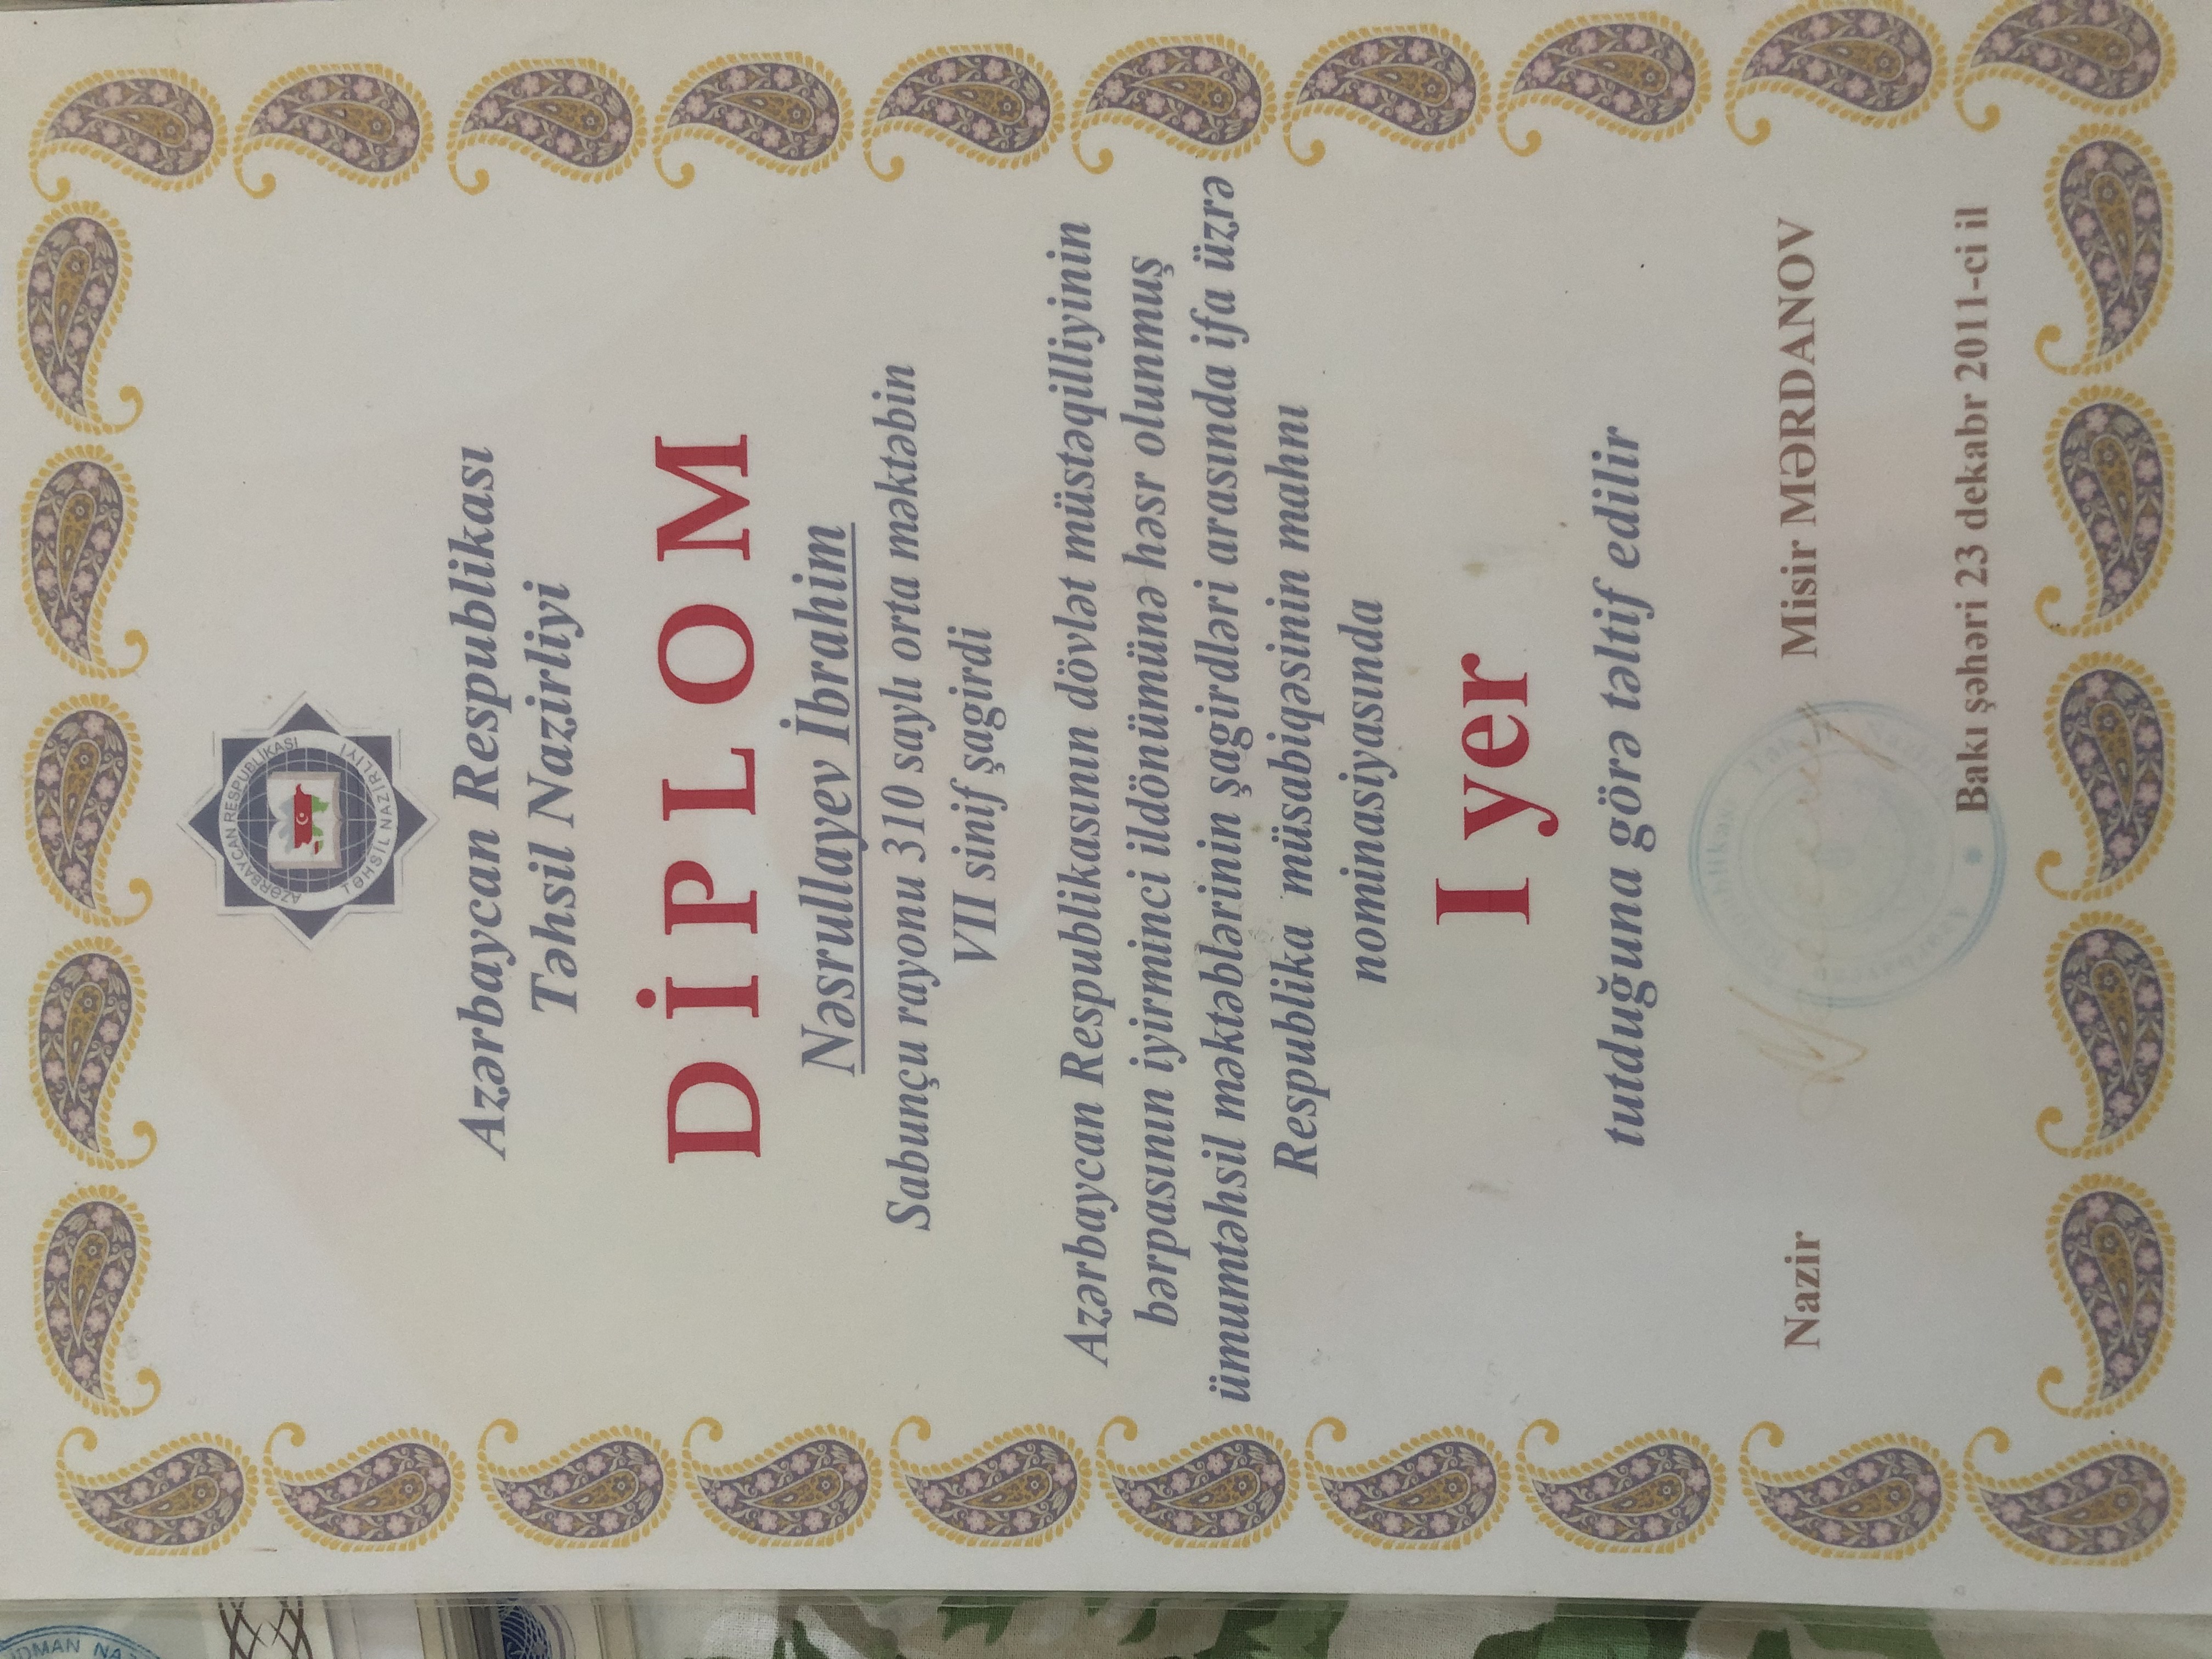 AZƏRBAYCAN RESPUBLİKASI
TƏHSİL NAZİRLİYİ
Azərbaycan Respublikası
Təhsil Nazirliyi
DİPLOM
Nəsrullayev İbrahim
Sabunçu rayonu 310 saylı orta məktəbin
VII sinif şagirdi
Azərbaycan Respublikasının dövlət müstəqilliyinin
bərpasının iyirminci ildönümünə həsr olunmuş
ümumtəhsil məktəblərinin şagirdləri arasında ifa üzrə
Respublika müsabiqəsinin mahnı
nominasiyasında
I yer
tutduğuna görə təltif edilir
Nazir
Misir MƏRDANOV
Bakı şəhəri 23 dekabr 2011-ci il